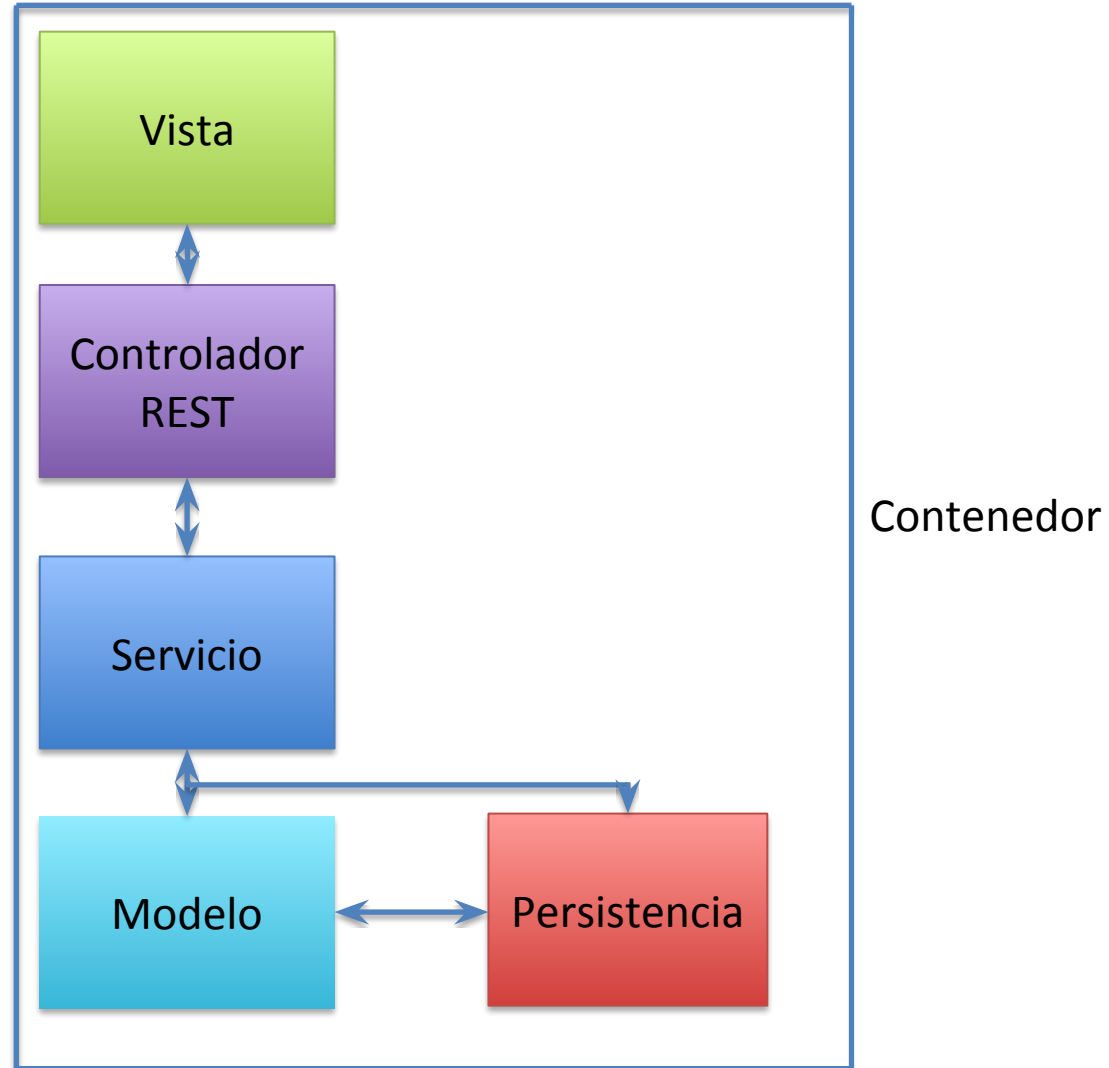 Vista
Controlador
REST
Contenedor
Servicio
Modelo
Persistencia